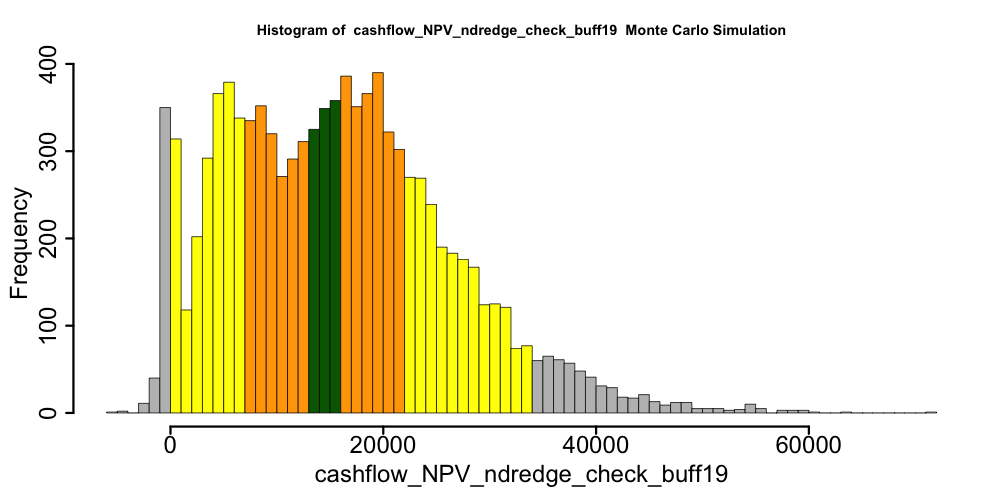 Histogram of cashflow_NPV_ndredge_check_buff19 Monte Carlo Simulation
400
300
200
100
0
Frequency
0 20000 40000 60000
cashflow_NPV_ndredge_check_buff19